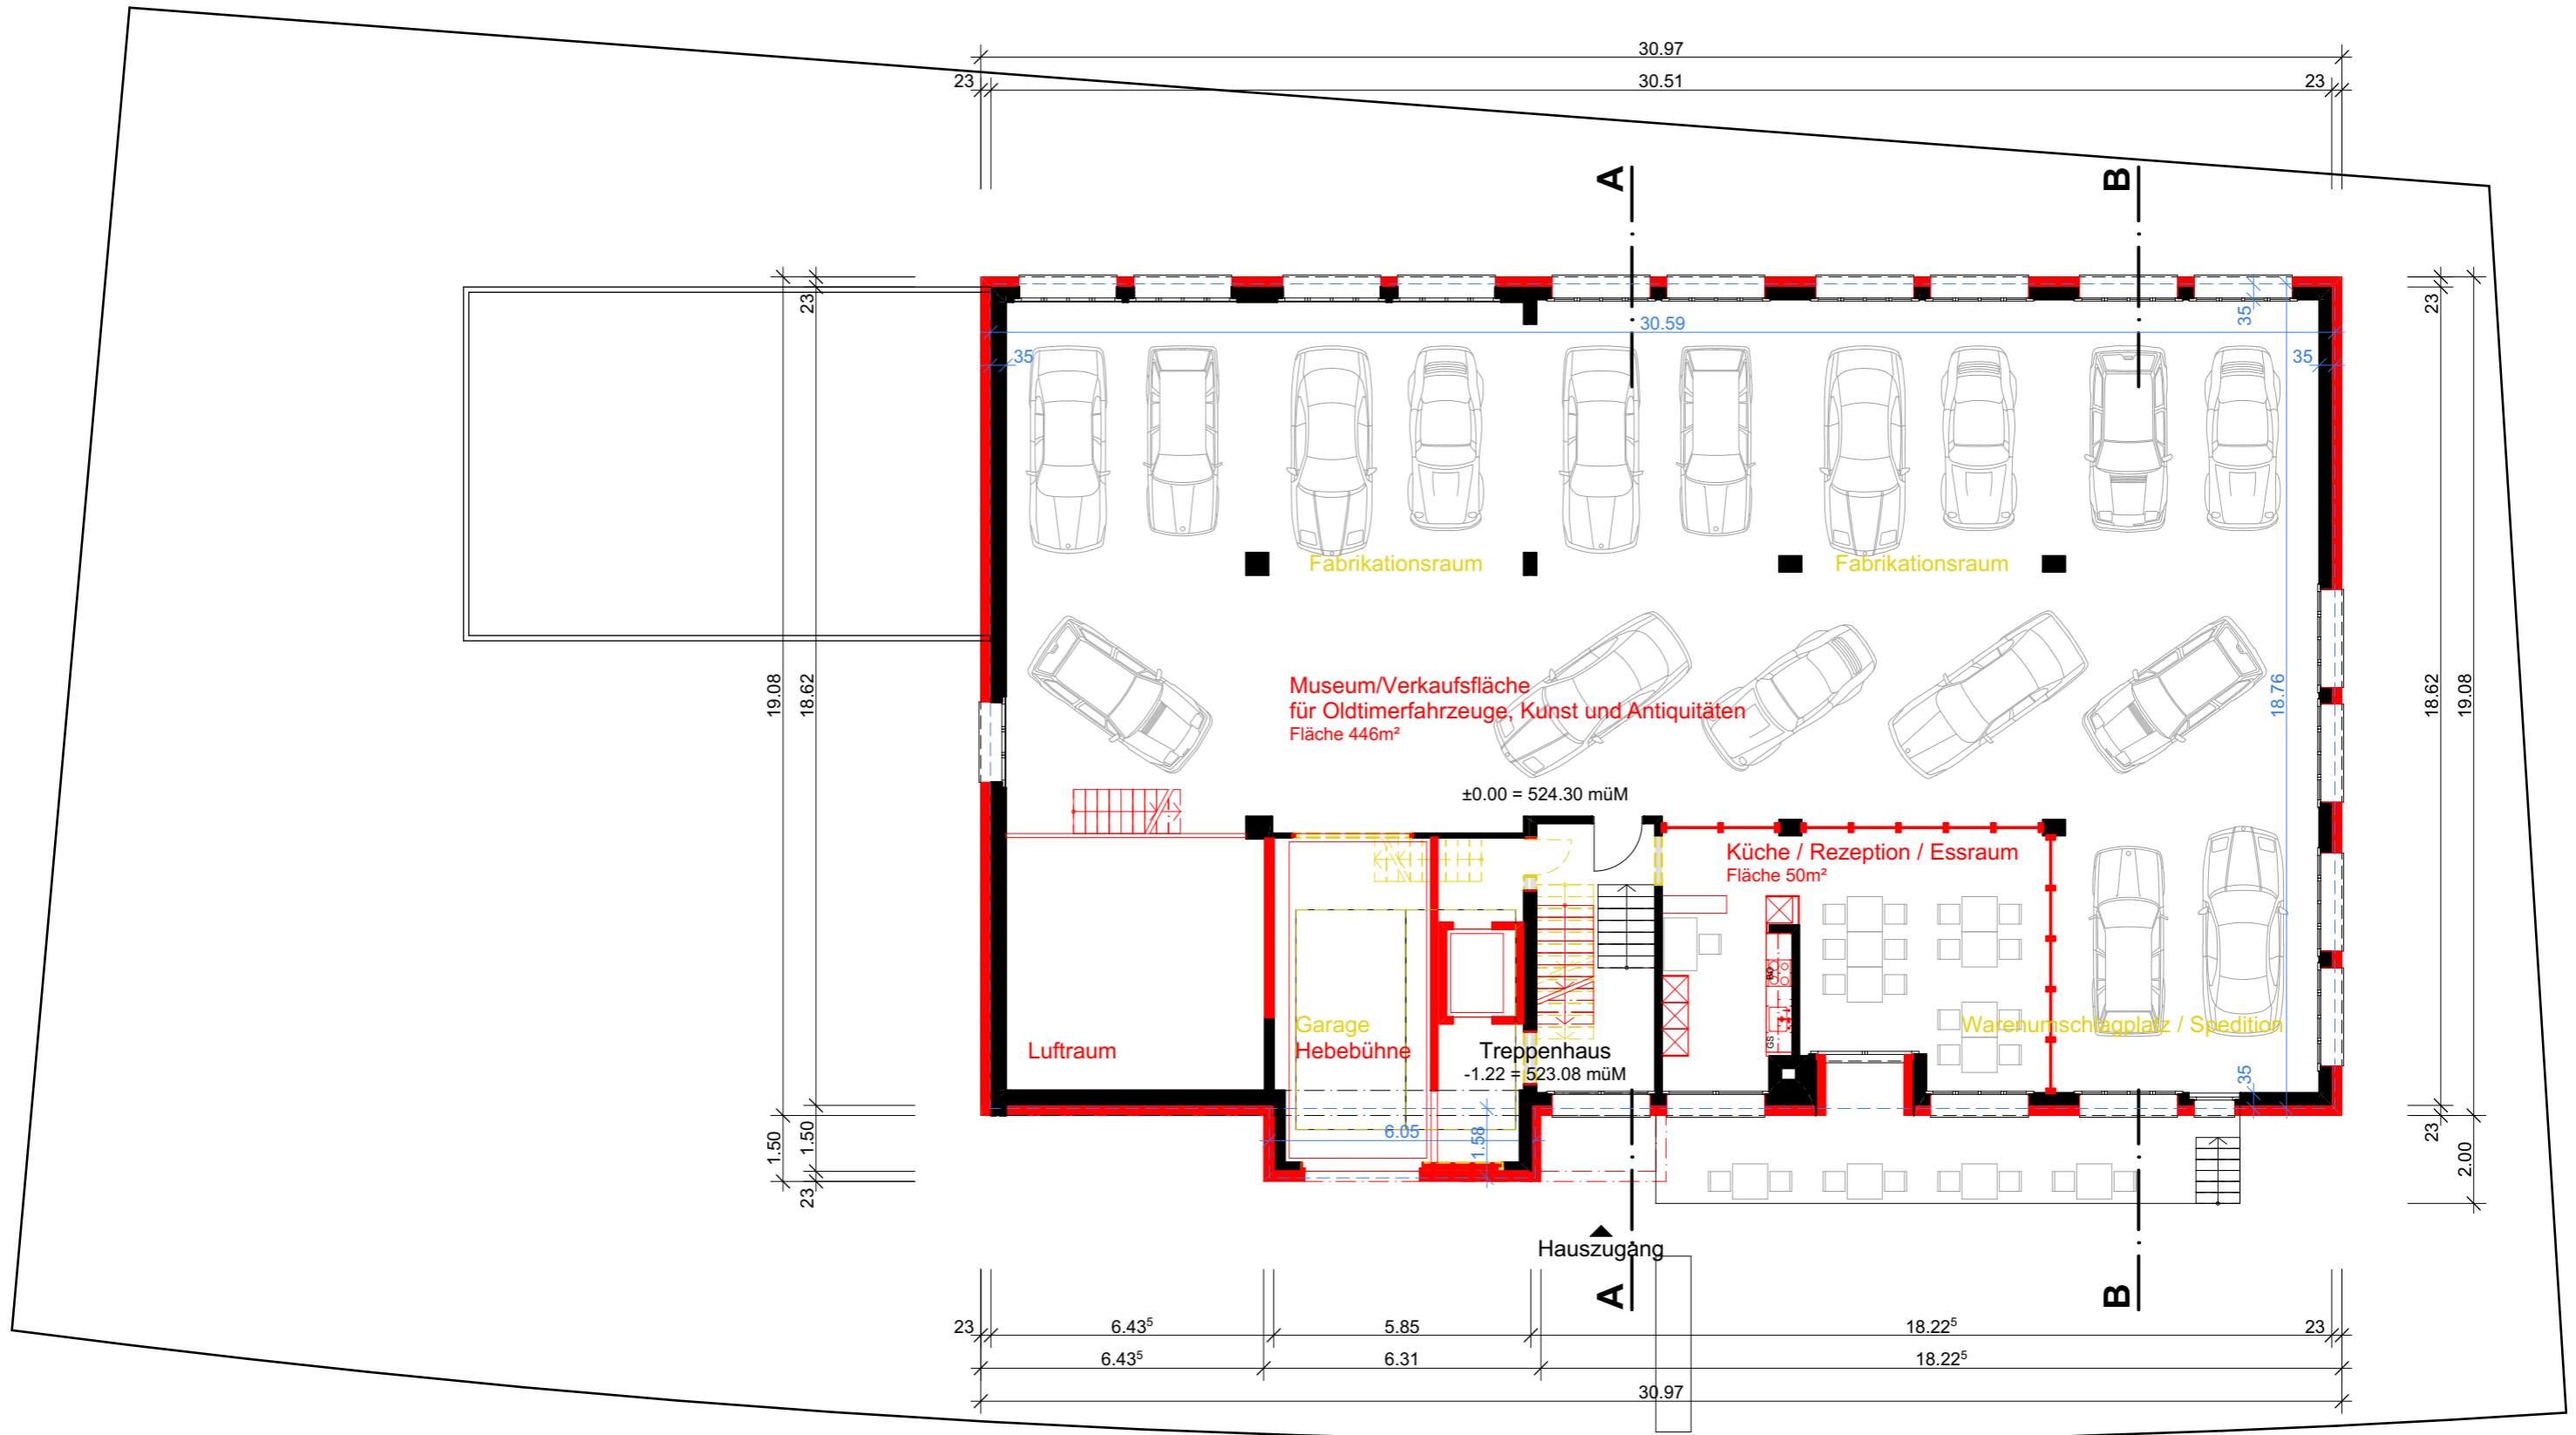 30.97
23
30.51
23
A
B
23
23
35
30.59
35
35
Fabrikationsraum
Fabrikationsraum
19.08
18.62
Museum/Verkaufsfläche
für Oldtimerfahrzeuge, Kunst und Antiquitäten
Fläche 446m²
18.76
18.62
19.08
±0.00 = 524.30 müM
Küche / Rezeption / Essraum
Fläche 50m²
BO
GS
Garage
Hebebühne
Luftraum
Treppenhaus
-1.22 = 523.08 müM
Warenumschlagplatz / Spedition
35
1.50
1.50
23
6.05
1.58
23
2.00
Hauszugang
A
B
23
6.43⁵
5.85
18.22⁵
23
6.43⁵
6.31
18.22⁵
30.97